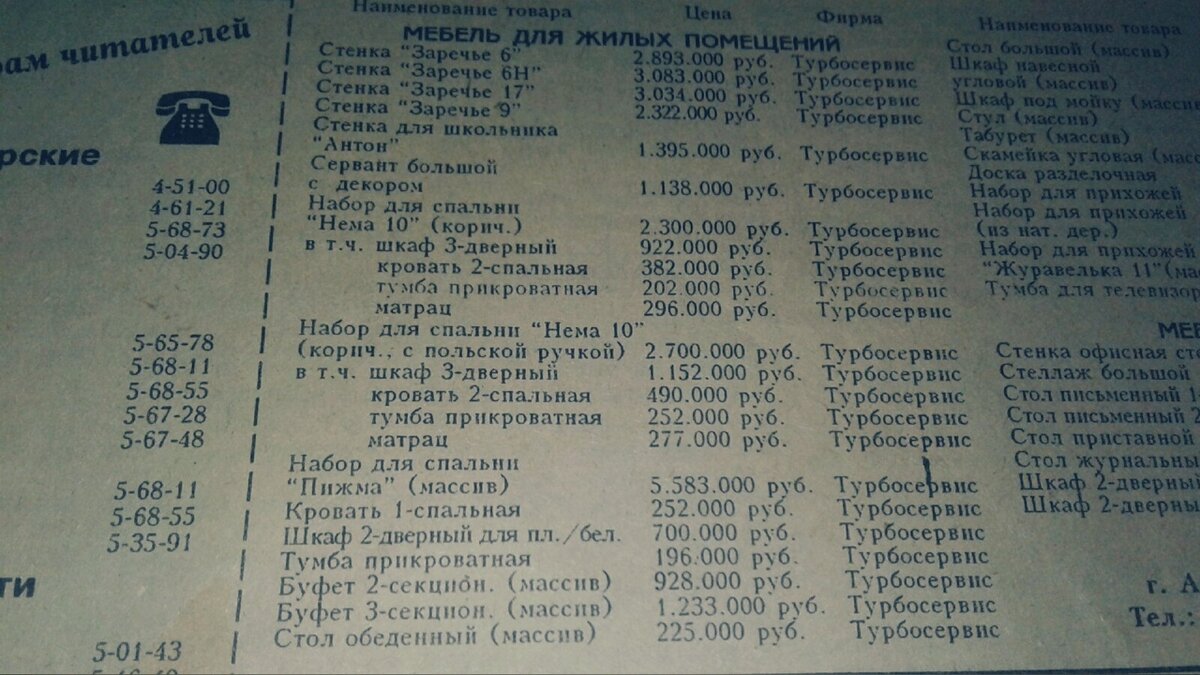 ам читателей
рские
4-51-00
4-61-21
5-68-73
5-04-90
5-65-78
5-68-11
5-68-55
5-67-28
5-67-48
5-68-11
5-68-55
5-35-91
ти
5-01-43
Наименование товара Цена Фирма
МЕБЕЛЬ ДЛЯ ЖИЛЫХ ПОМЕЩЕНИЙ
Стенка "Заречье 6" 2.893.000 руб. Турбосервис
Стенка "Заречье 6Н" 3.083.000 руб. Турбосервис
Стенка "Заречье 17" 3.034.000 руб. Турбосервис
Стенка "Заречье 9" 2.322.000 руб. Турбосервис
Стенка для школьника
"Антон" 1.395.000 руб. Турбосервис
Сервант большой
с декором 1.138.000 руб. Турбосервис
Набор для спальни
"Нема 10" (корич.) 2.300.000 руб. Турбосервис
в т.ч. шкаф 3-дверный 922.000 руб. Турбосервис
кровать 2-спальная 382.000 руб. Турбосервис
тумба прикроватная 202.000 руб. Турбосервис
матрац 296.000 руб. Турбосервис
Набор для спальни "Нема 10"
(корич., с польской ручкой) 2.700.000 руб. Турбосервис
в т.ч. шкаф 3-дверный 1.152.000 руб. Турбосервис
кровать 2-спальная 490.000 руб. Турбосервис
тумба прикроватная 252.000 руб. Турбосервис
матрац 277.000 руб. Турбосервис
Набор для спальни
"Пижма" (массив) 5.583.000 руб. Турбосервис
Кровать 1-спальная 252.000 руб. Турбосервис
Шкаф 2-дверный для пл./бел. 700.000 руб. Турбосервис
Тумба прикроватная 196.000 руб. Турбосервис
Буфет 2-секцион. (массив) 928.000 руб. Турбосервис
Буфет 3-секцион. (массив) 1.233.000 руб. Турбосервис
Стол обеденный (массив) 225.000 руб. Турбосервис
Наименование товара
Стол большой (массив)
Шкаф навесной
угловой (массив)
Шкаф под мойку (массив
Стул (массив)
Табурет (массив)
Скамейка угловая (мас
Доска разделочная
Набор для прихожей
Набор для прихожей
(из нат. дер.)
Набор для прихожей
"Журавелька 11" (ма
Тумба для телевизор
МЕ
Стенка офисная ст
Стеллаж большой
Стол письменный 1-
Стол письменный 2
Стол приставной
Стол журнальны
Шкаф 2-дверный
Шкаф 2-дверны
г. А
Тел.: